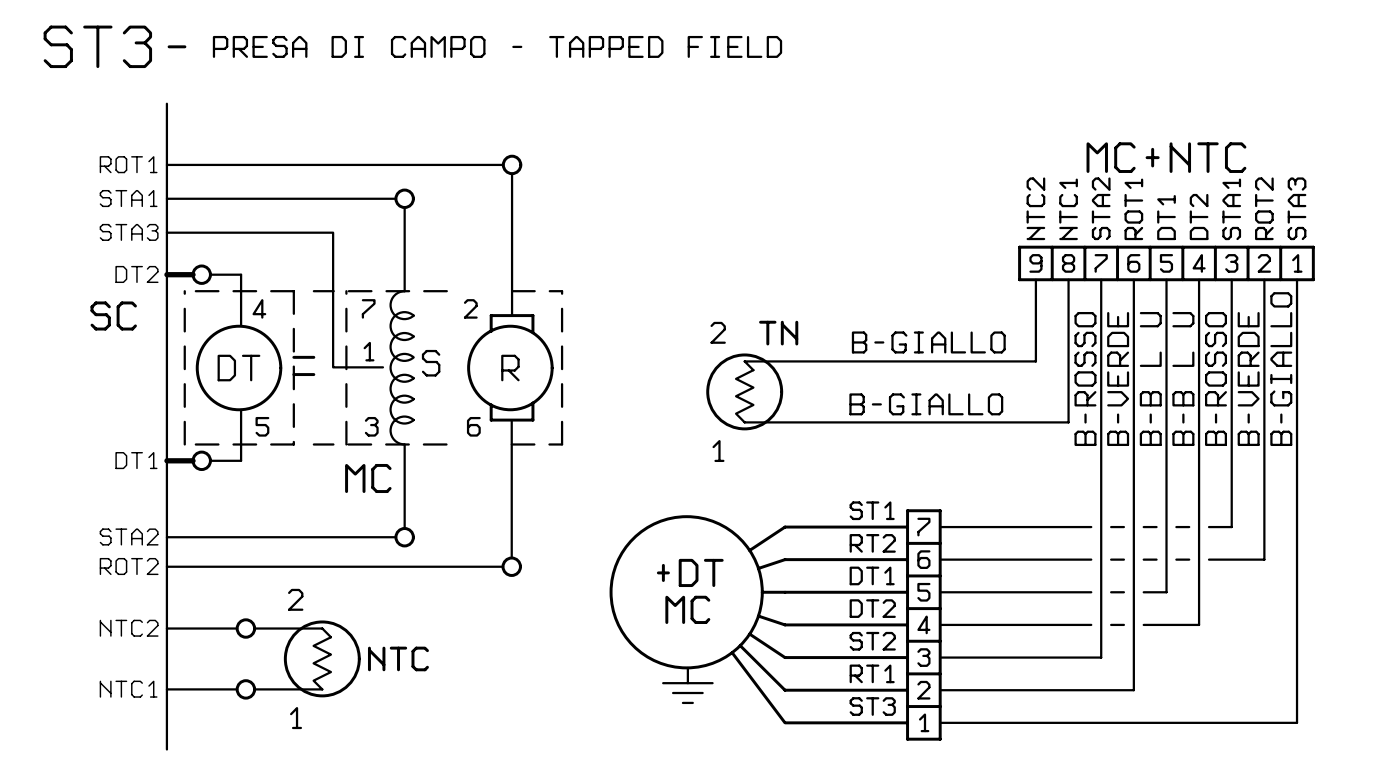 ST3 - PRESA DI CAMPO - TAPPED FIELD
ROT1
STA1
STA3
DT2
SC
4
DT
5
DT1
7
1
S
3
MC
2
R
6
STA2
ROT2
2
NTC2
NTC
NTC1
1
MC+NTC
NTC2 NTC1 STA2 ROT1 DT1 DT2 STA1 ROT2 STA3
9 8 7 6 5 4 3 2 1
2 TN
B-GIALLO
B-GIALLO
1
B-ROSSO
B-VERDE
B-B L U
B-B L U
B-ROSSO
B-VERDE
B-GIALLO
+DT
MC
ST1 7
RT2 6
DT1 5
DT2 4
ST2 3
RT1 2
ST3 1